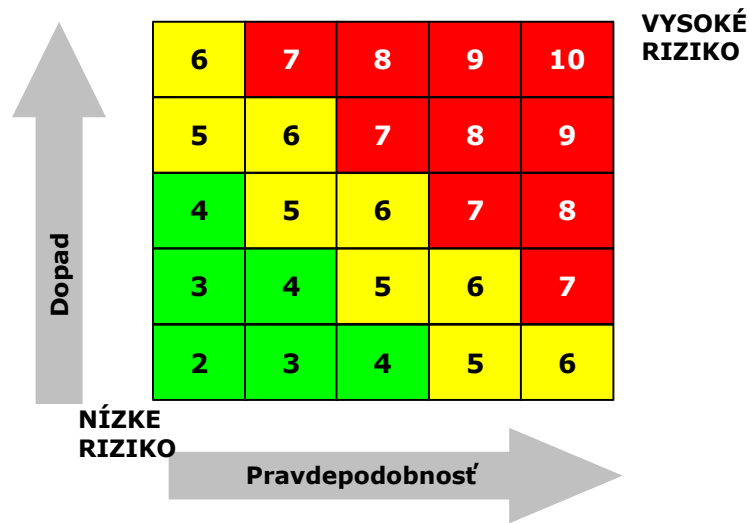 VYSOKÉ
RIZIKO
6 7 8 9 10
5 6 7 8 9
4 5 6 7 8
3 4 5 6 7
2 3 4 5 6
Dopad
NÍZKE
RIZIKO
Pravdepodobnosť